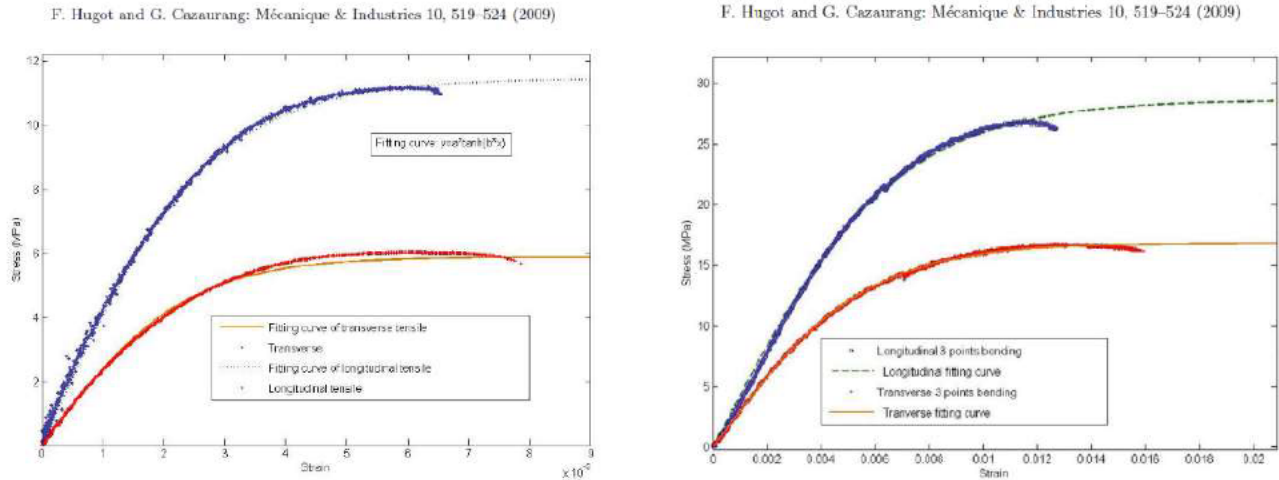 F. Hugot and G. Cazaurang: Mécanique & Industries 10, 519–524 (2009)
12
10
8
6
4
2
0
1
2
3
4
5
6
7
8
9
Stress (MPa)
Strain
Fitting curve: y=a*tanh(b*x)
Fitting curve of transverse tensile
Transverse
Fitting curve of longitudinal tensile
Longitudinal tensile
F. Hugot and G. Cazaurang: Mécanique & Industries 10, 519–524 (2009)
30
25
20
15
10
5
0
0
0.002
0.004
0.006
0.008
0.01
0.012
0.014
0.016
0.018
0.02
0.02
Stress (MPa)
Strain
Longitudinal 3 points bending
Longitudinal fitting curve
Transverse 3 points bending
Tranverse fitting curve